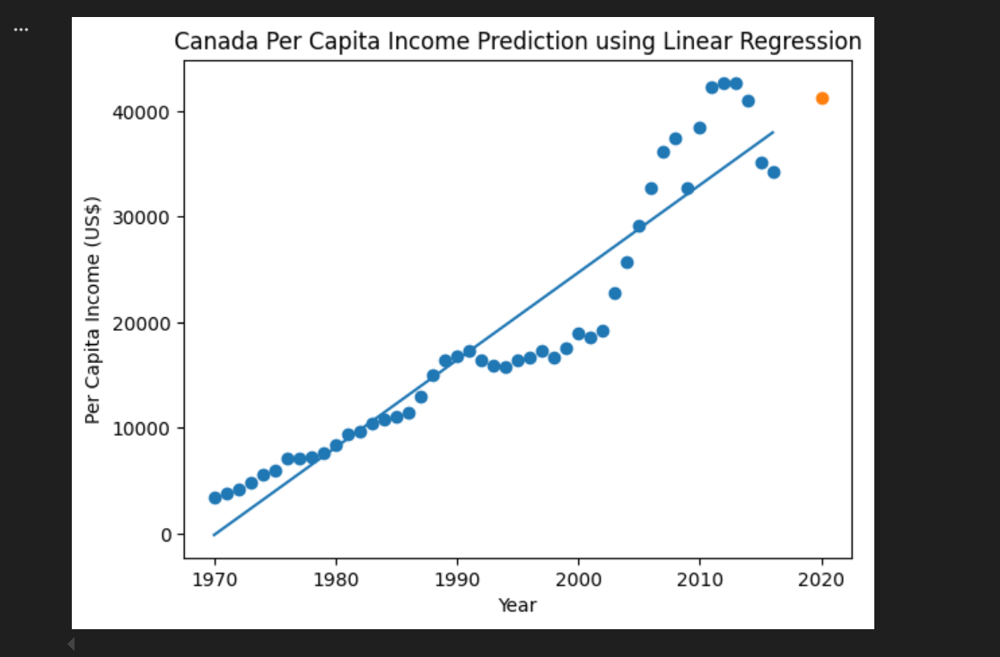 ...
Canada Per Capita Income Prediction using Linear Regression
Per Capita Income (US$)
40000
30000
20000
10000
0
1970 1980 1990 2000 2010 2020
Year